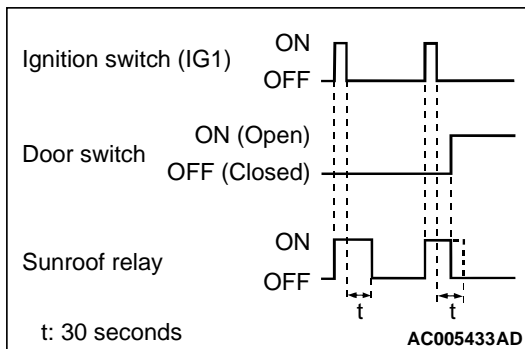 Ignition switch (IG1)
ON
OFF
Door switch
ON (Open)
OFF (Closed)
Sunroof relay
ON
OFF
t
t
t: 30 seconds
AC005433AD